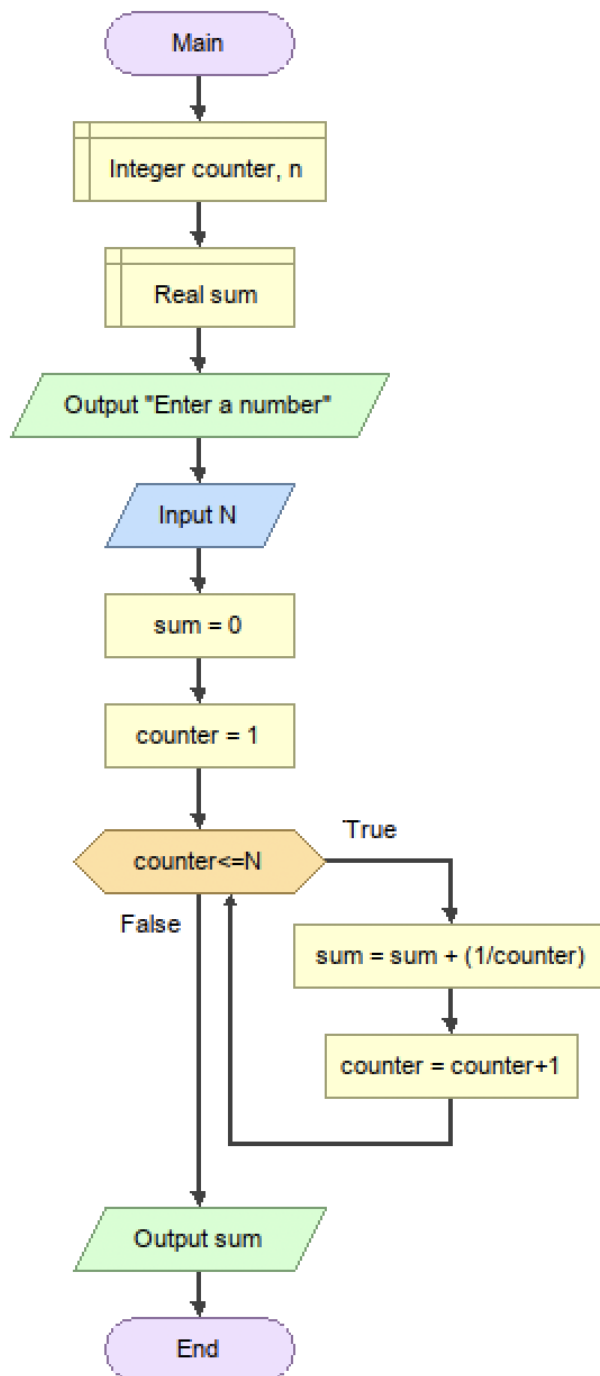 Main
Integer counter, n
Real sum
Output "Enter a number"
Input N
sum = 0
counter = 1
counter<=N
True
False
sum = sum + (1/counter)
counter = counter+1
Output sum
End